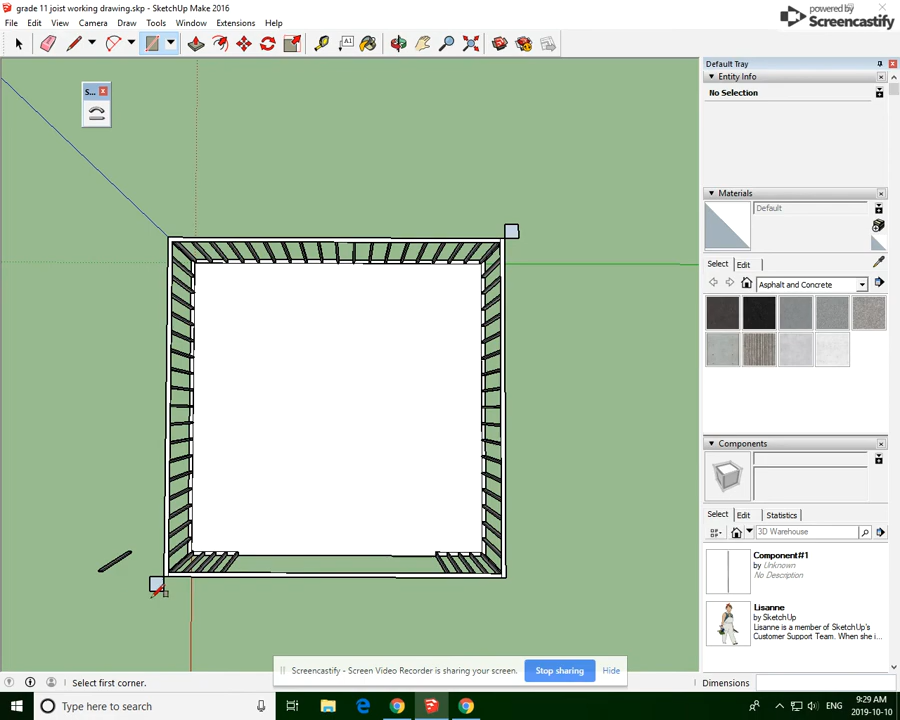 grade 11 joist working drawing.skp - SketchUp Make 2016
powered by
Screencastify
File Edit View Camera Draw Tools Window Extensions Help
Default Tray
Entity Info
No Selection
S...
Materials
Default
Select Edit
Asphalt and Concrete
Components
Select Edit Statistics
3D Warehouse
Component#1
by Unknown
No Description
Lisanne
by SketchUp
Lisanne is a member of SketchUp's
Customer Support Team. When she i...
Screencastify - Screen Video Recorder is sharing your screen. Stop sharing Hide
Select first corner. Dimensions
Type here to search
ENG
9:29 AM
2019-10-10